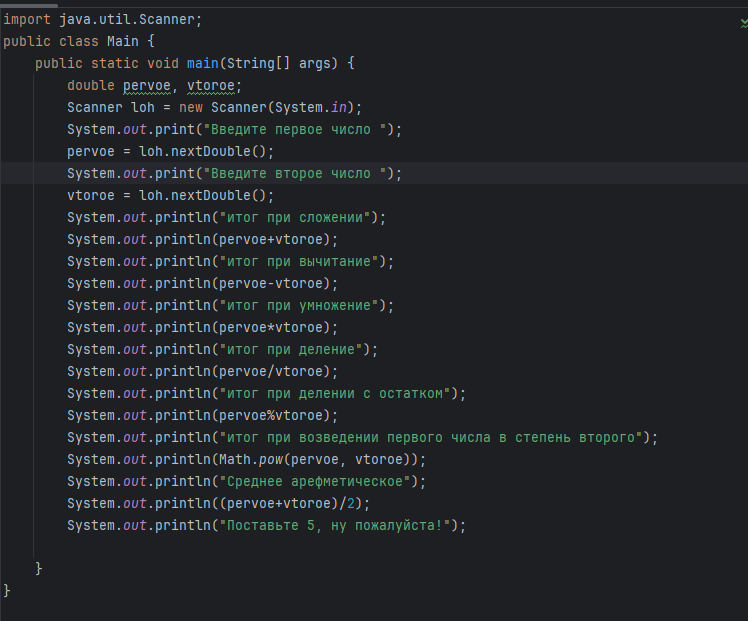 import java.util.Scanner;
public class Main {
public static void main(String[] args) {
double pervoe, vtoroe;
Scanner loh = new Scanner(System.in);
System.out.print("Введите первое число ");
pervoe = loh.nextDouble();
System.out.print("Введите второе число ");
vtoroe = loh.nextDouble();
System.out.println("итог при сложении");
System.out.println(pervoe+vtoroe);
System.out.println("итог при вычитание");
System.out.println(pervoe-vtoroe);
System.out.println("итог при умножение");
System.out.println(pervoe*vtoroe);
System.out.println("итог при деление");
System.out.println(pervoe/vtoroe);
System.out.println("итог при делении с остатком");
System.out.println(pervoe%vtoroe);
System.out.println("итог при возведении первого числа в степень второго");
System.out.println(Math.pow(pervoe, vtoroe));
System.out.println("Среднее арефметическое");
System.out.println((pervoe+vtoroe)/2);
System.out.println("Поставьте 5, ну пожалуйста!");
}
}